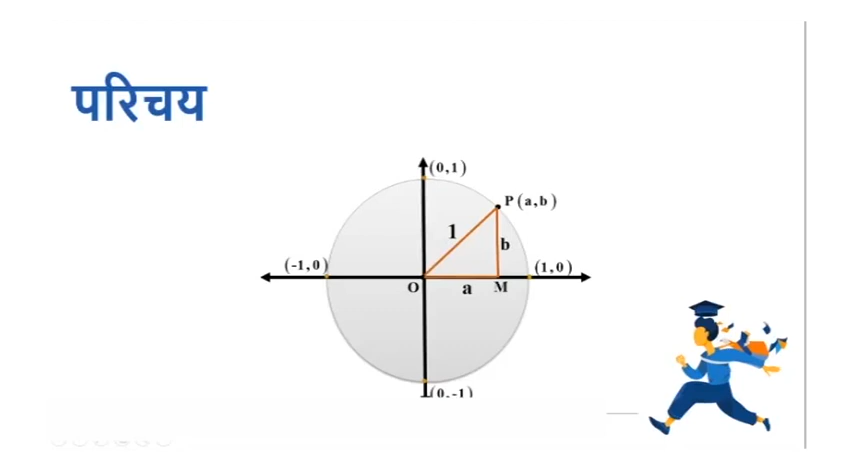 परिचय
(0,1)
P(a,b)
1
b
(-1,0)
(1,0)
O
a
M
(0,-1)